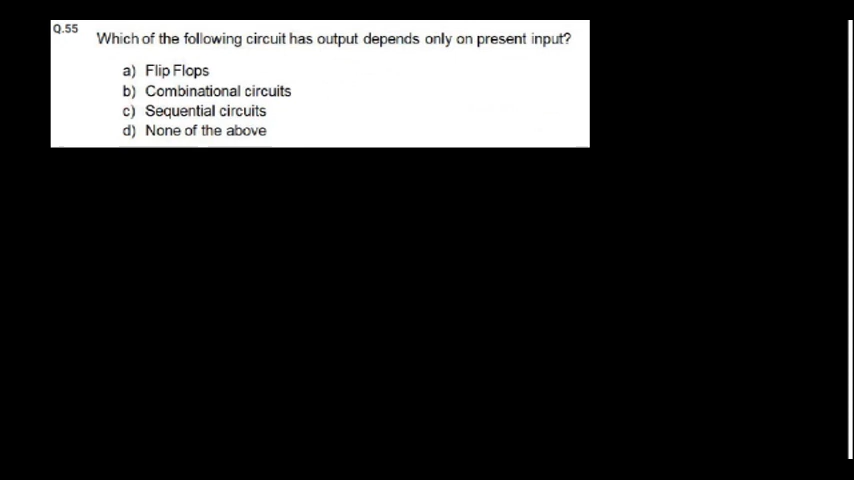 Q.55
Which of the following circuit has output depends only on present input?
a) Flip Flops
b) Combinational circuits
c) Sequential circuits
d) None of the above